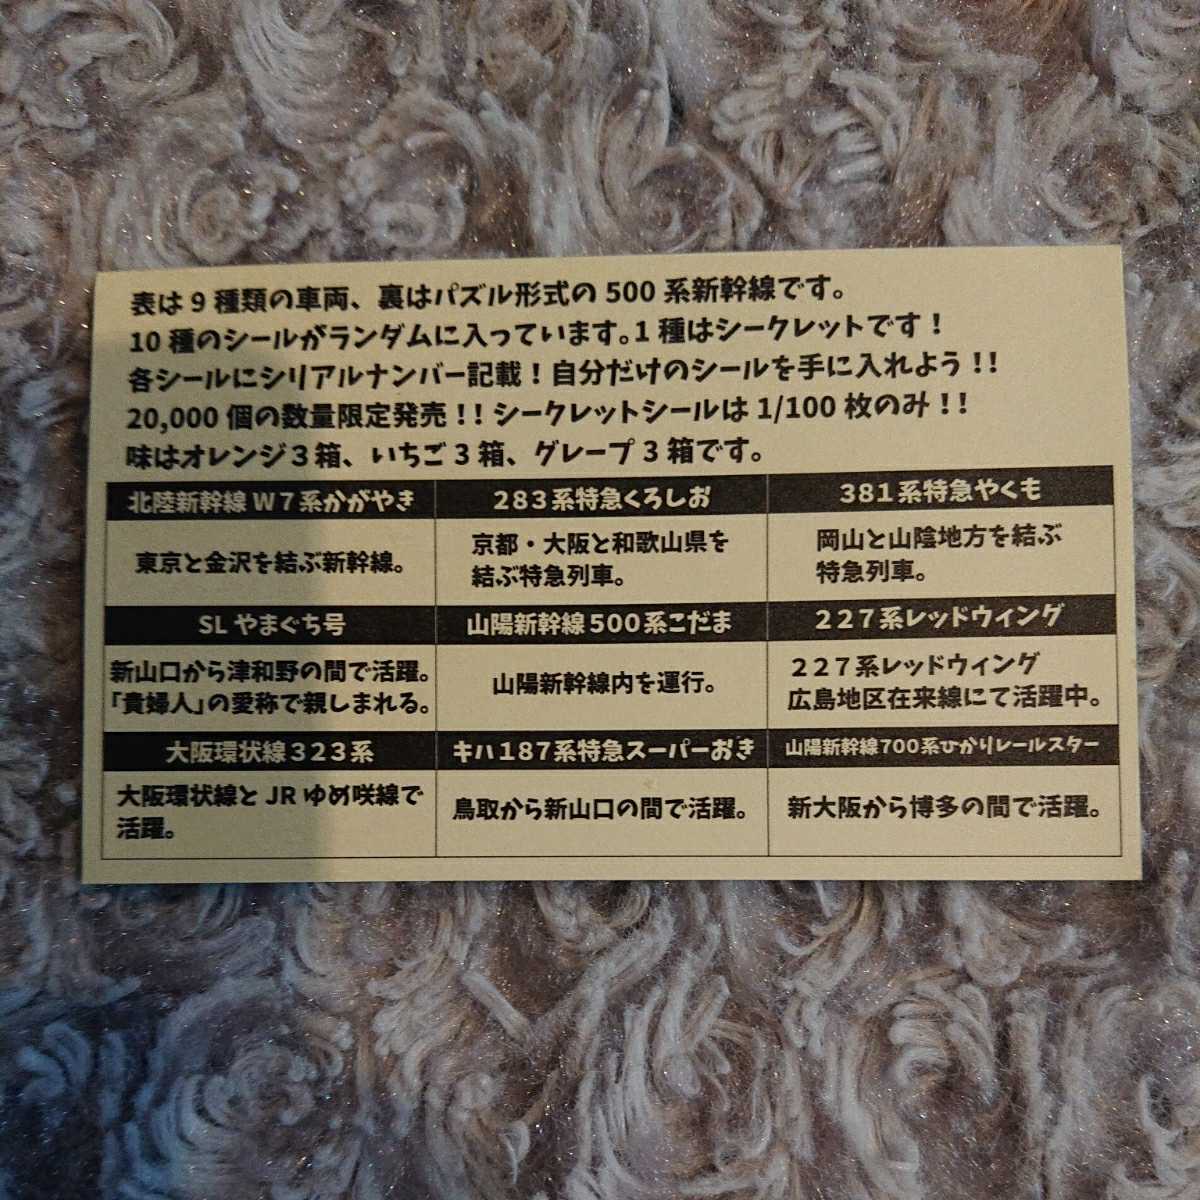 表は9種類の車両、裏はパズル形式の500系新幹線です。
10種のシールがランダムに入っています。1種はシークレットです！
各シールにシリアルナンバー記載！自分だけのシールを手に入れよう！！
20,000個の数量限定発売！！シークレットシールは1/100枚のみ！！
味はオレンジ3箱、いちご3箱、グレープ3箱です。
北陸新幹線W7系かがやき
東京と金沢を結ぶ新幹線。
283系特急くろしお
京都・大阪と和歌山県を
結ぶ特急列車。
381系特急やくも
岡山と山陰地方を結ぶ
特急列車。
SLやまぐち号
新山口から津和野の間で活躍。
「貴婦人」の愛称で親しまれる。
山陽新幹線500系こだま
山陽新幹線内を運行。
227系レッドウィング
227系レッドウィング
広島地区在来線にて活躍中。
大阪環状線323系
大阪環状線とJRゆめ咲線で
活躍。
キハ187系特急スーパーおき
鳥取から新山口の間で活躍。
山陽新幹線700系ひかりレールスター
新大阪から博多の間で活躍。